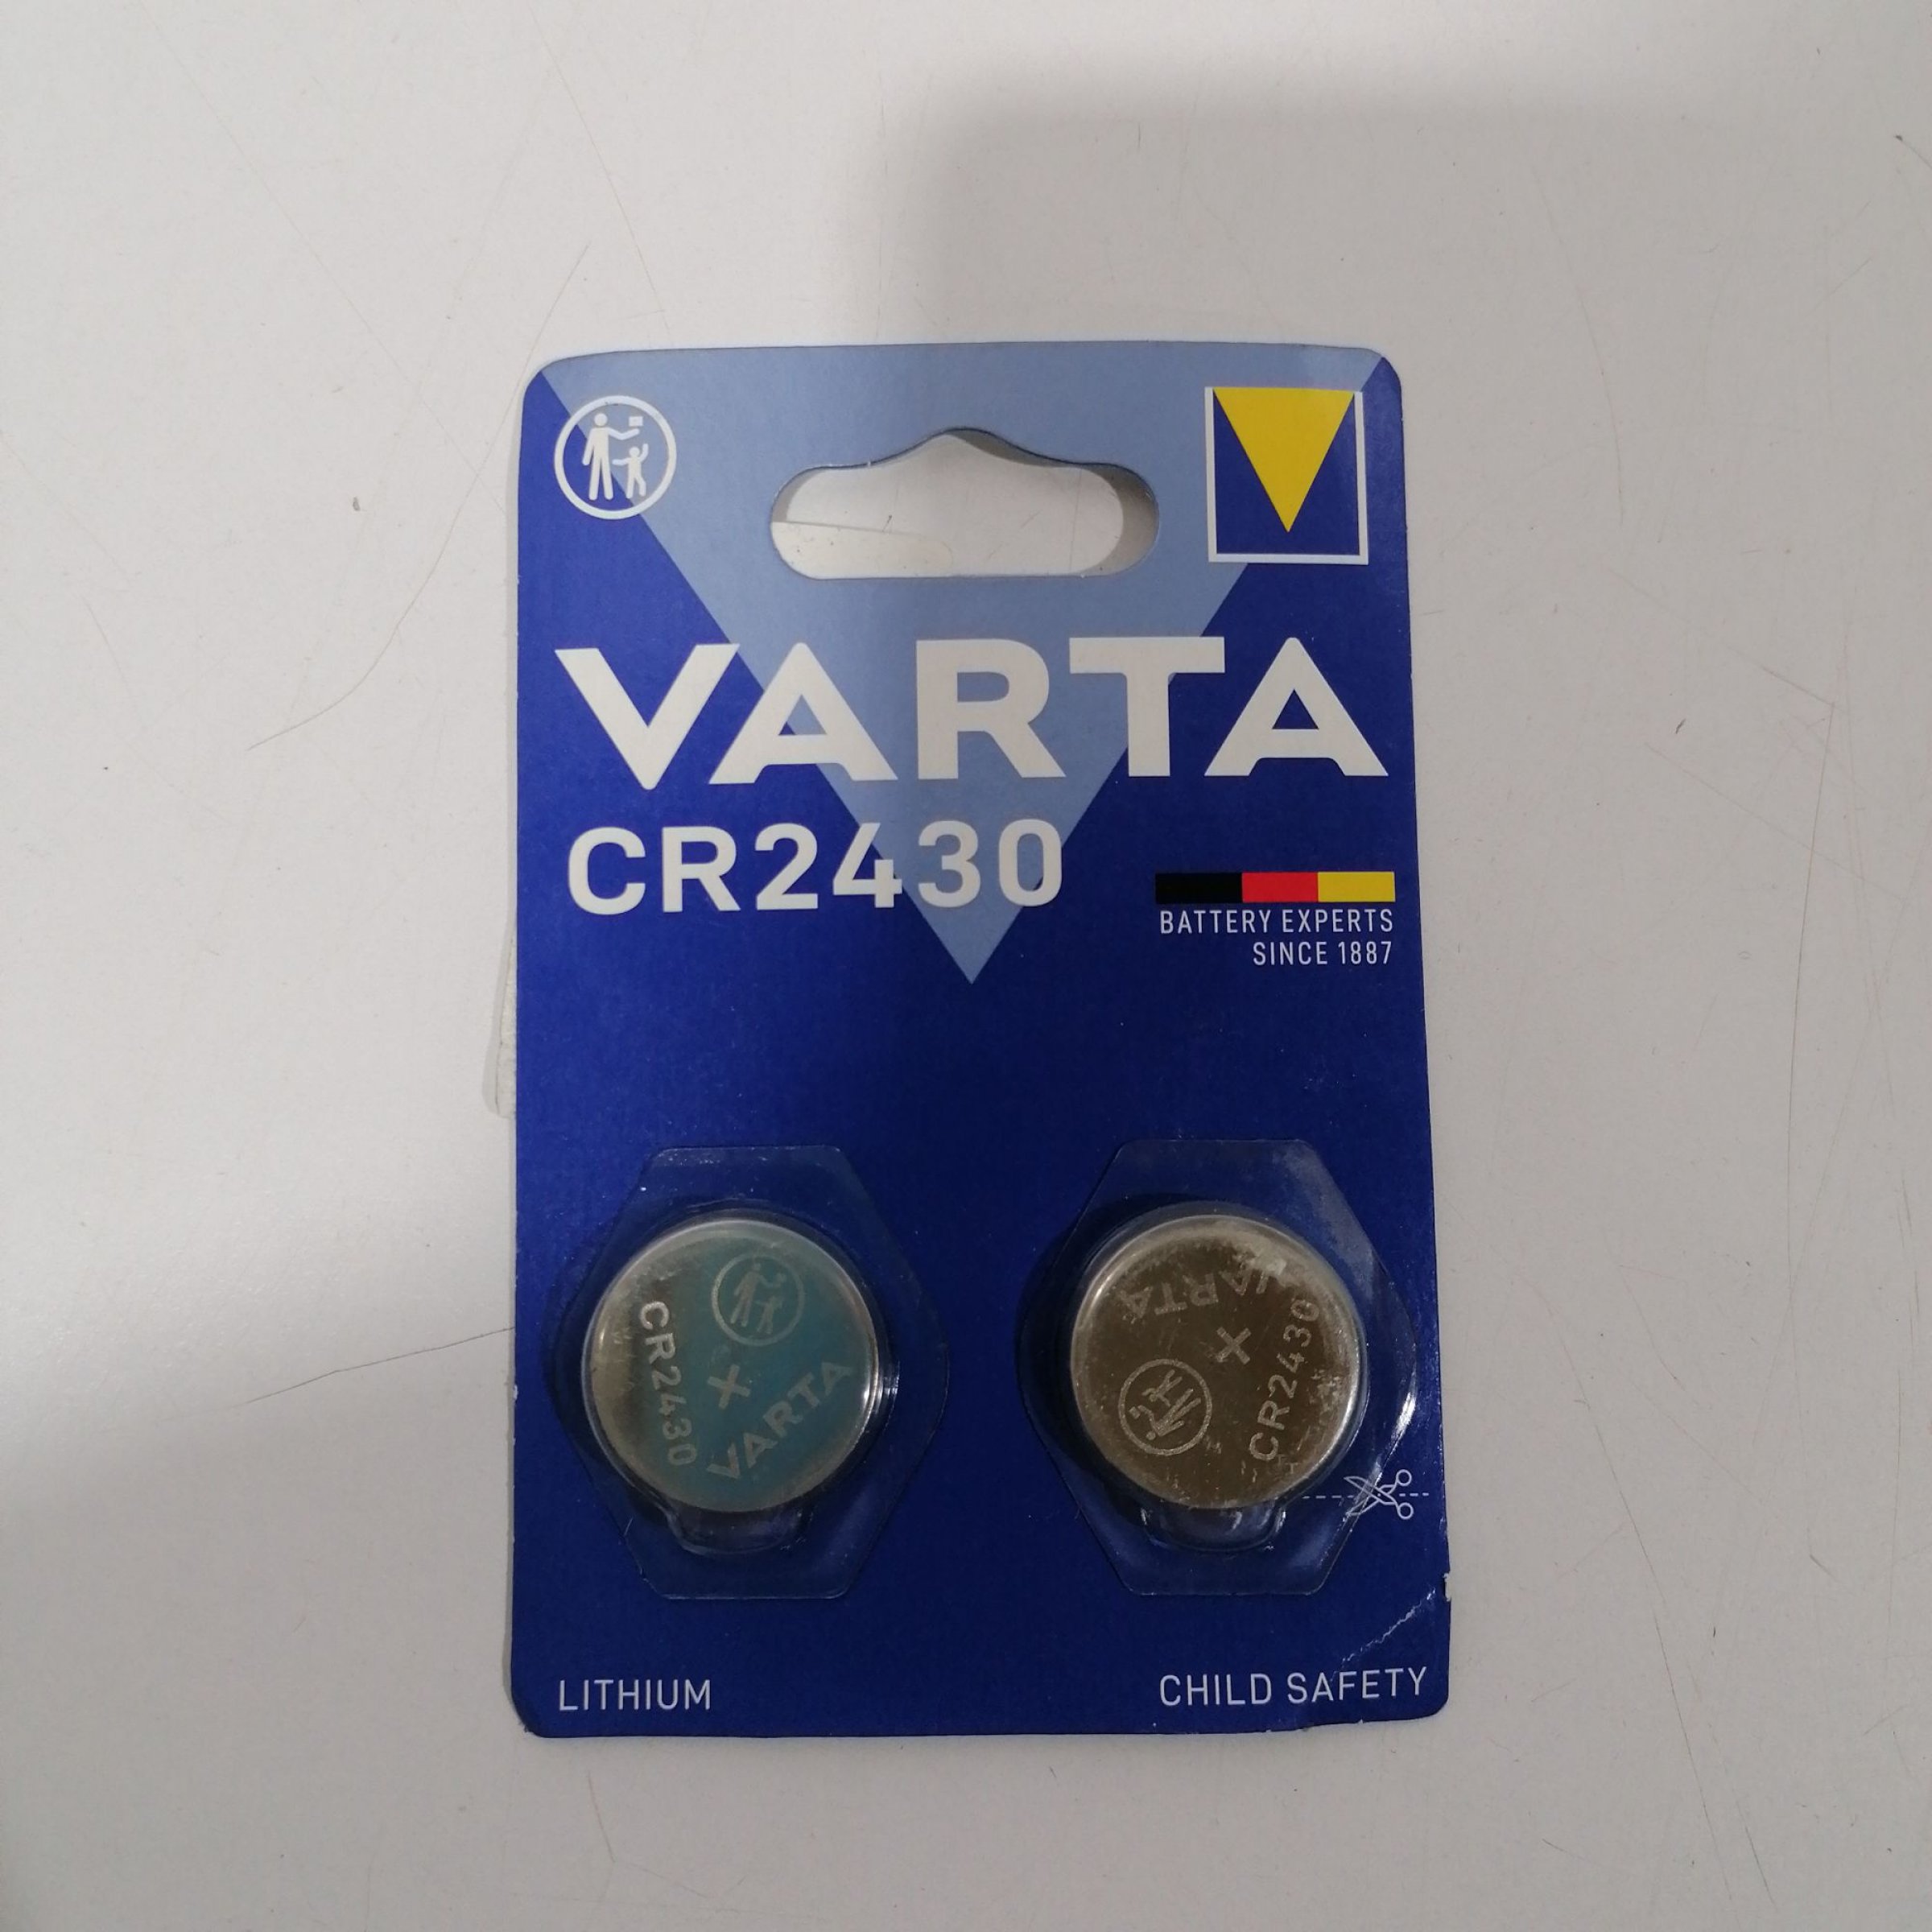 VARTA
CR2430
BATTERY EXPERTS
SINCE 1887
CR2430
+
VARTA
VARTA
+
CR2430
LITHIUM
CHILD SAFETY